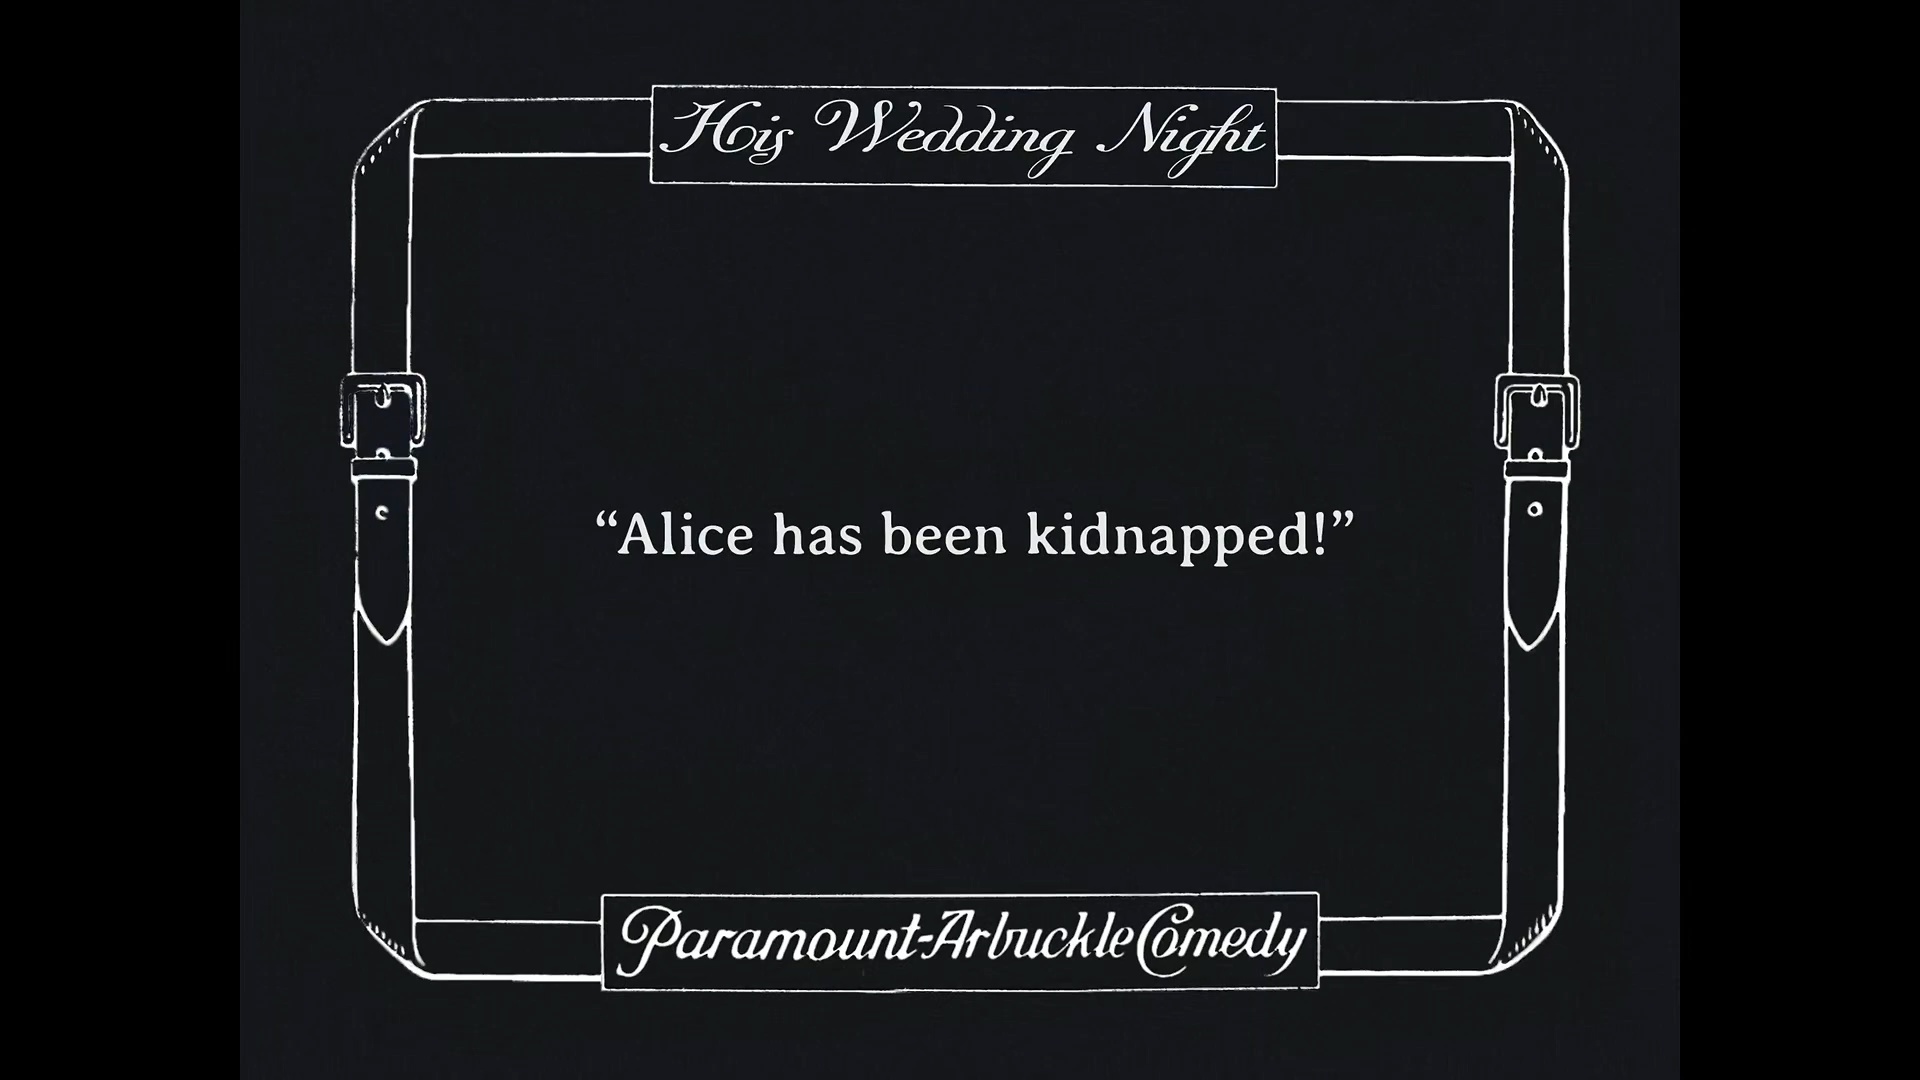 His Wedding Night
“Alice has been kidnapped!”
Paramount-Arbuckle Comedy